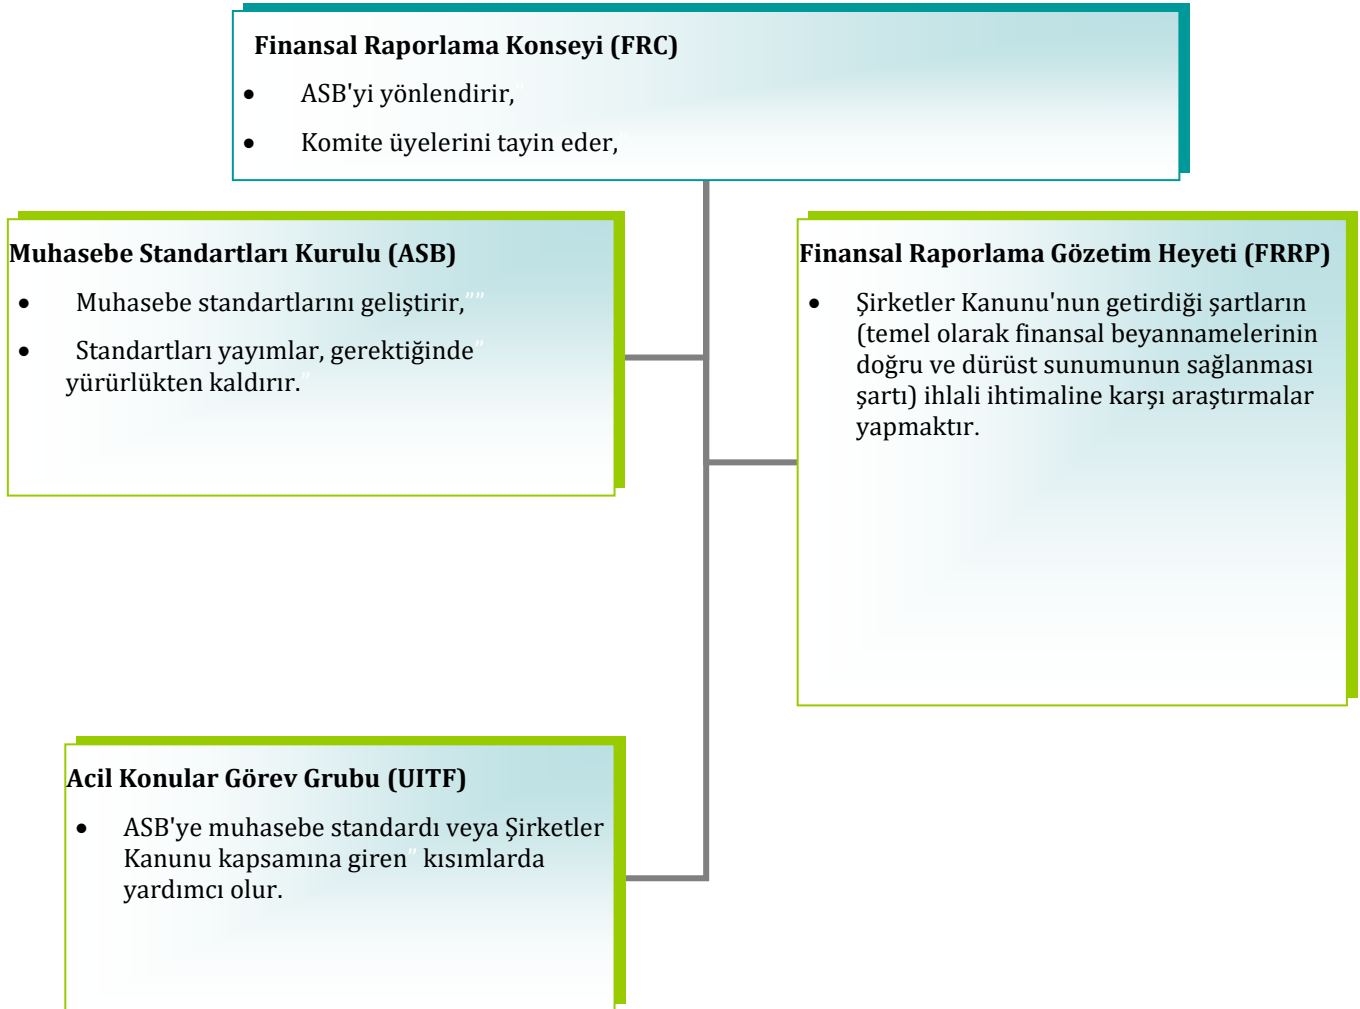 Finansal Raporlama Konseyi (FRC)
• ASB'yi yönlendirir,”
• Komite üyelerini tayin eder,”
Muhasebe Standartları Kurulu (ASB)
• Muhasebe standartlarını geliştirir,””
• Standartları yayımlar, gerektiğinde”
yürürlükten kaldırır.”
Finansal Raporlama Gözetim Heyeti (FRRP)
• Şirketler Kanunu'nun getirdiği şartların
(temel olarak finansal beyannamelerinin
doğru ve dürüst sunumunun sağlanması
şartı) ihlali ihtimaline karşı araştırmalar
yapmaktır.
Acil Konular Görev Grubu (UITF)
• ASB'ye muhasebe standardı veya Şirketler
Kanunu kapsamına giren” kısımlarda
yardımcı olur.